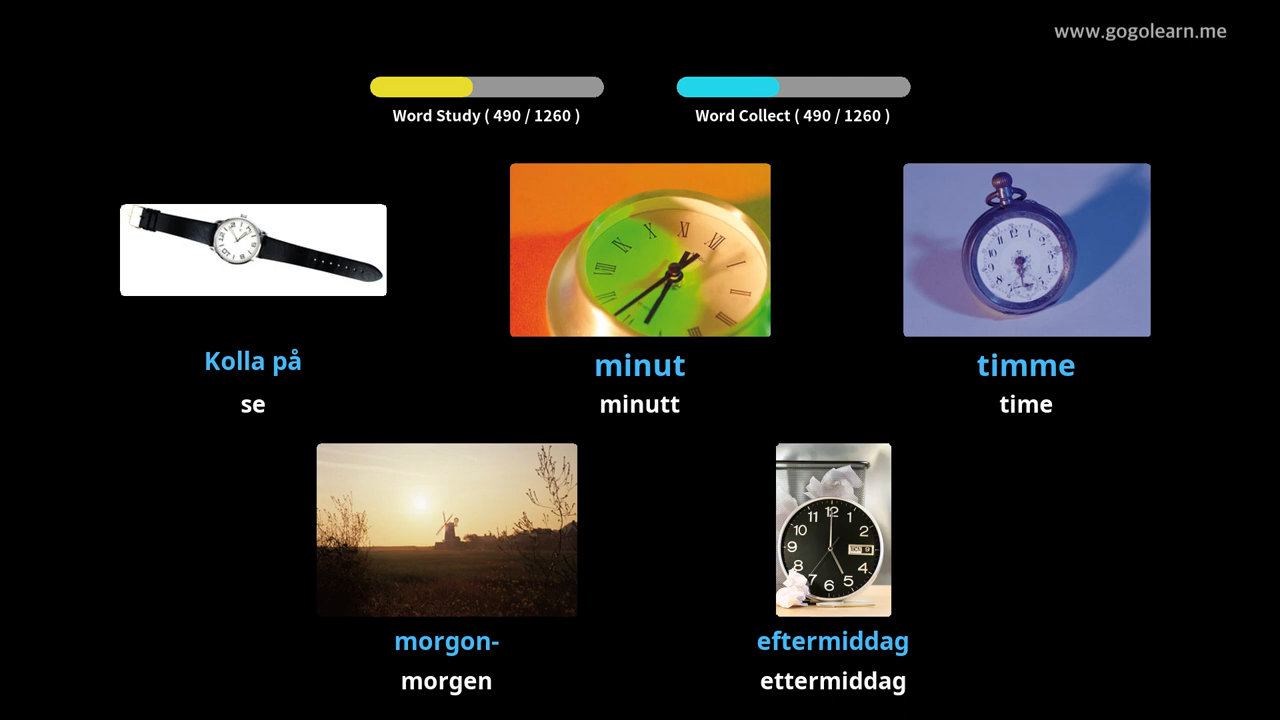 www.gogolearn.me
Word Study ( 490 / 1260 )
Word Collect ( 490 / 1260 )
Kolla på
se
minut
minutt
timme
time
morgon-
morgen
eftermiddag
ettermiddag